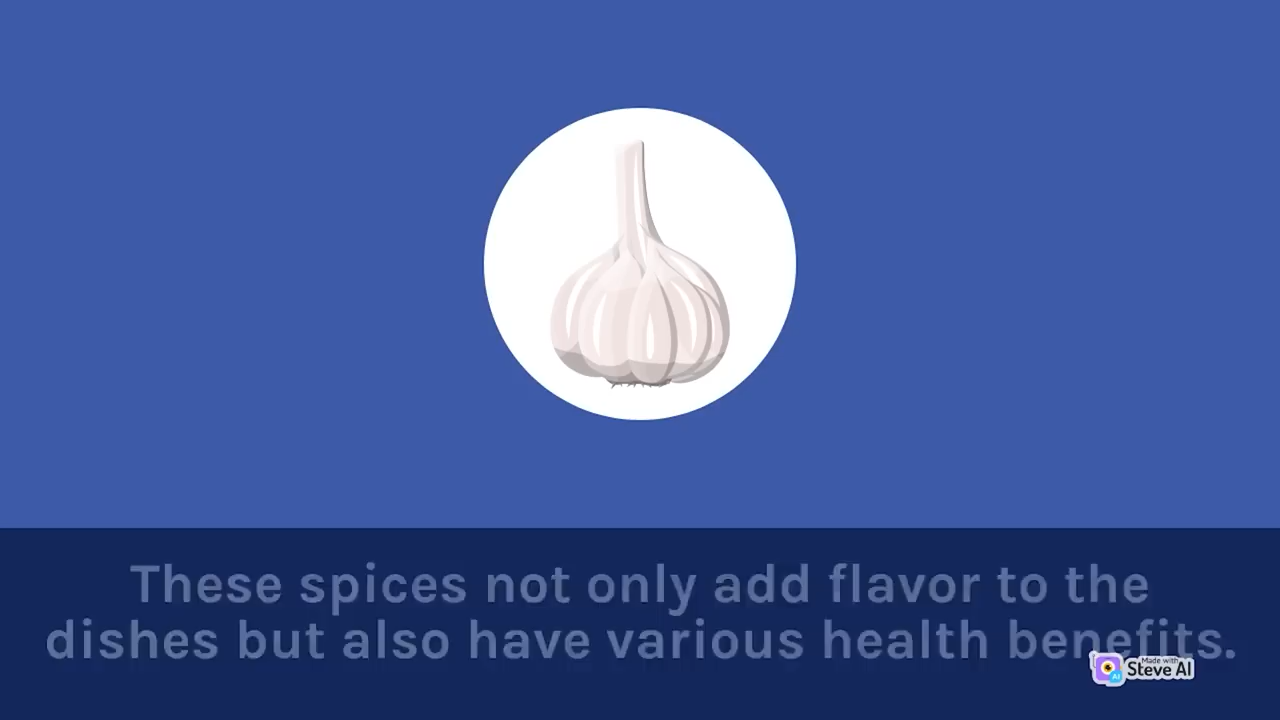 These spices not only add flavor to the
dishes but also have various health benefits.
Made with
Steve AI
AI